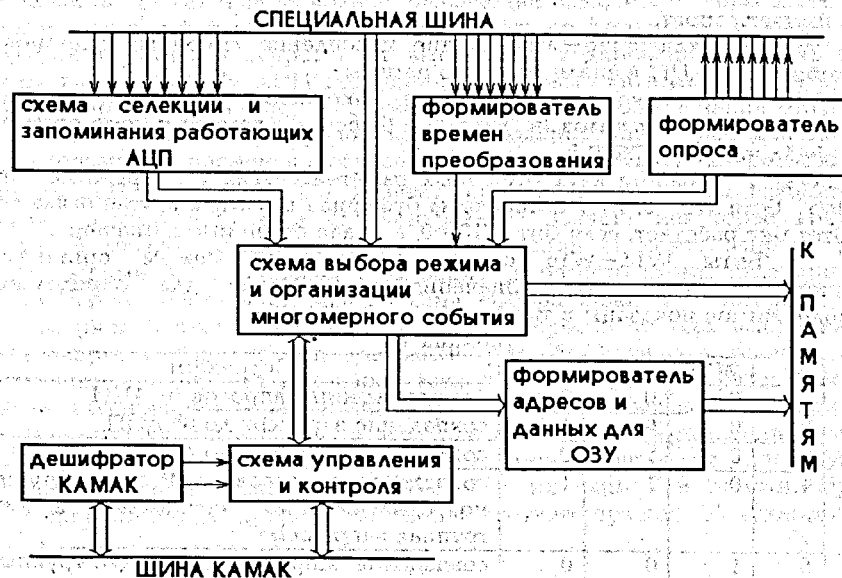 СПЕЦИАЛЬНАЯ ШИНА
схема селекции и
запоминания работающих
АЦП
формирователь
времен
преобразования
формирователь
опроса
схема выбора режима
и организации
многомерного события
К ПАМЯТЯМ
формирователь
адресов и
данных для
ОЗУ
дешифратор
КАМАК
схема управления
и контроля
ШИНА КАМАК